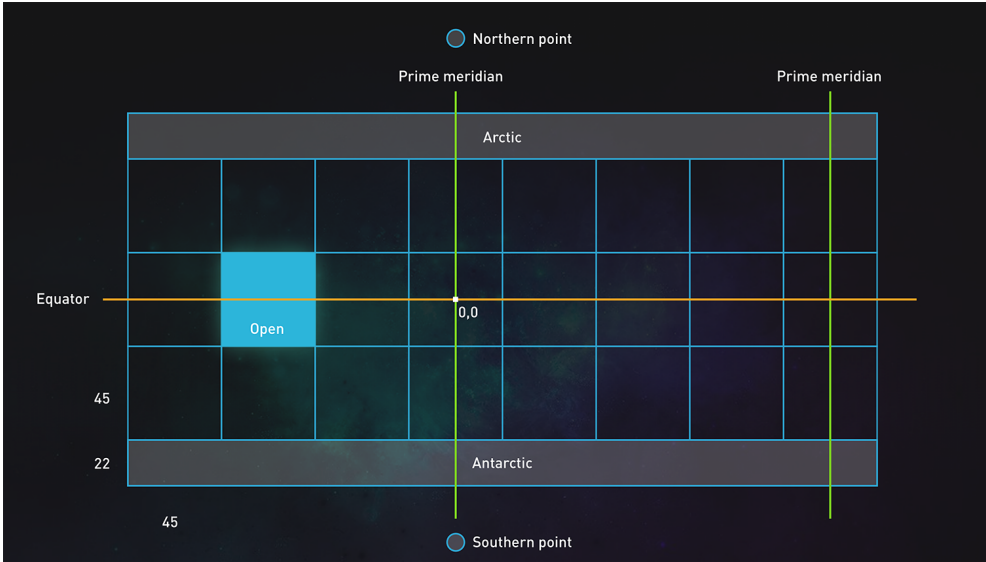 Northern point
Prime meridian
Prime meridian
Arctic
Equator
0,0
Open
45
22
Antarctic
45
Southern point